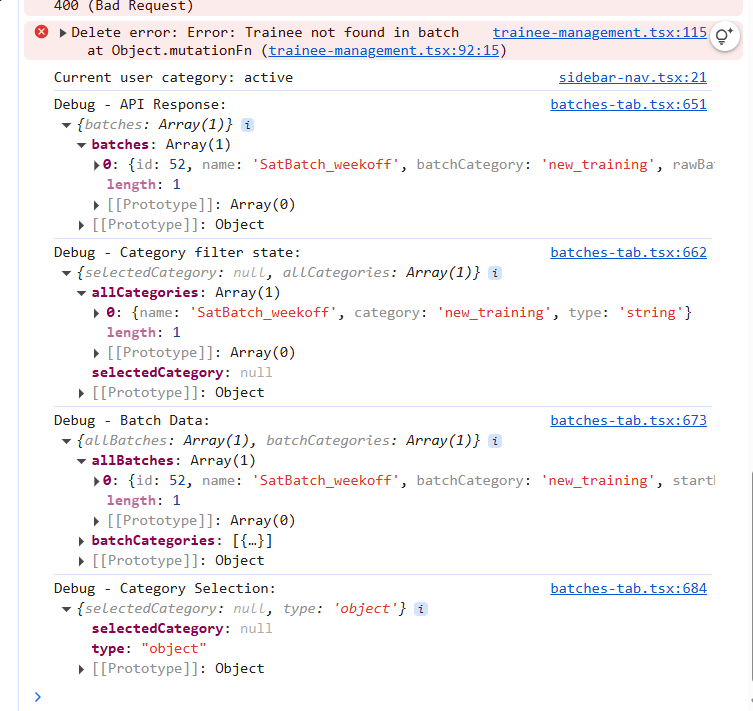 400 (Bad Request)
Delete error: Error: Trainee not found in batch trainee-management.tsx:115
at Object.mutationFn (trainee-management.tsx:92:15)
Current user category: active sidebar-nav.tsx:21
Debug - API Response: batches-tab.tsx:651
{batches: Array(1)}
batches: Array(1)
0: {id: 52, name: 'SatBatch_weekoff', batchCategory: 'new_training', rawBa
length: 1
[[Prototype]]: Array(0)
[[Prototype]]: Object
Debug - Category filter state: batches-tab.tsx:662
{selectedCategory: null, allCategories: Array(1)}
allCategories: Array(1)
0: {name: 'SatBatch_weekoff', category: 'new_training', type: 'string'}
length: 1
[[Prototype]]: Array(0)
selectedCategory: null
[[Prototype]]: Object
Debug - Batch Data: batches-tab.tsx:673
{allBatches: Array(1), batchCategories: Array(1)}
allBatches: Array(1)
0: {id: 52, name: 'SatBatch_weekoff', batchCategory: 'new_training', start
length: 1
[[Prototype]]: Array(0)
batchCategories: [{…}]
[[Prototype]]: Object
Debug - Category Selection: batches-tab.tsx:684
{selectedCategory: null, type: 'object'}
selectedCategory: null
type: "object"
[[Prototype]]: Object